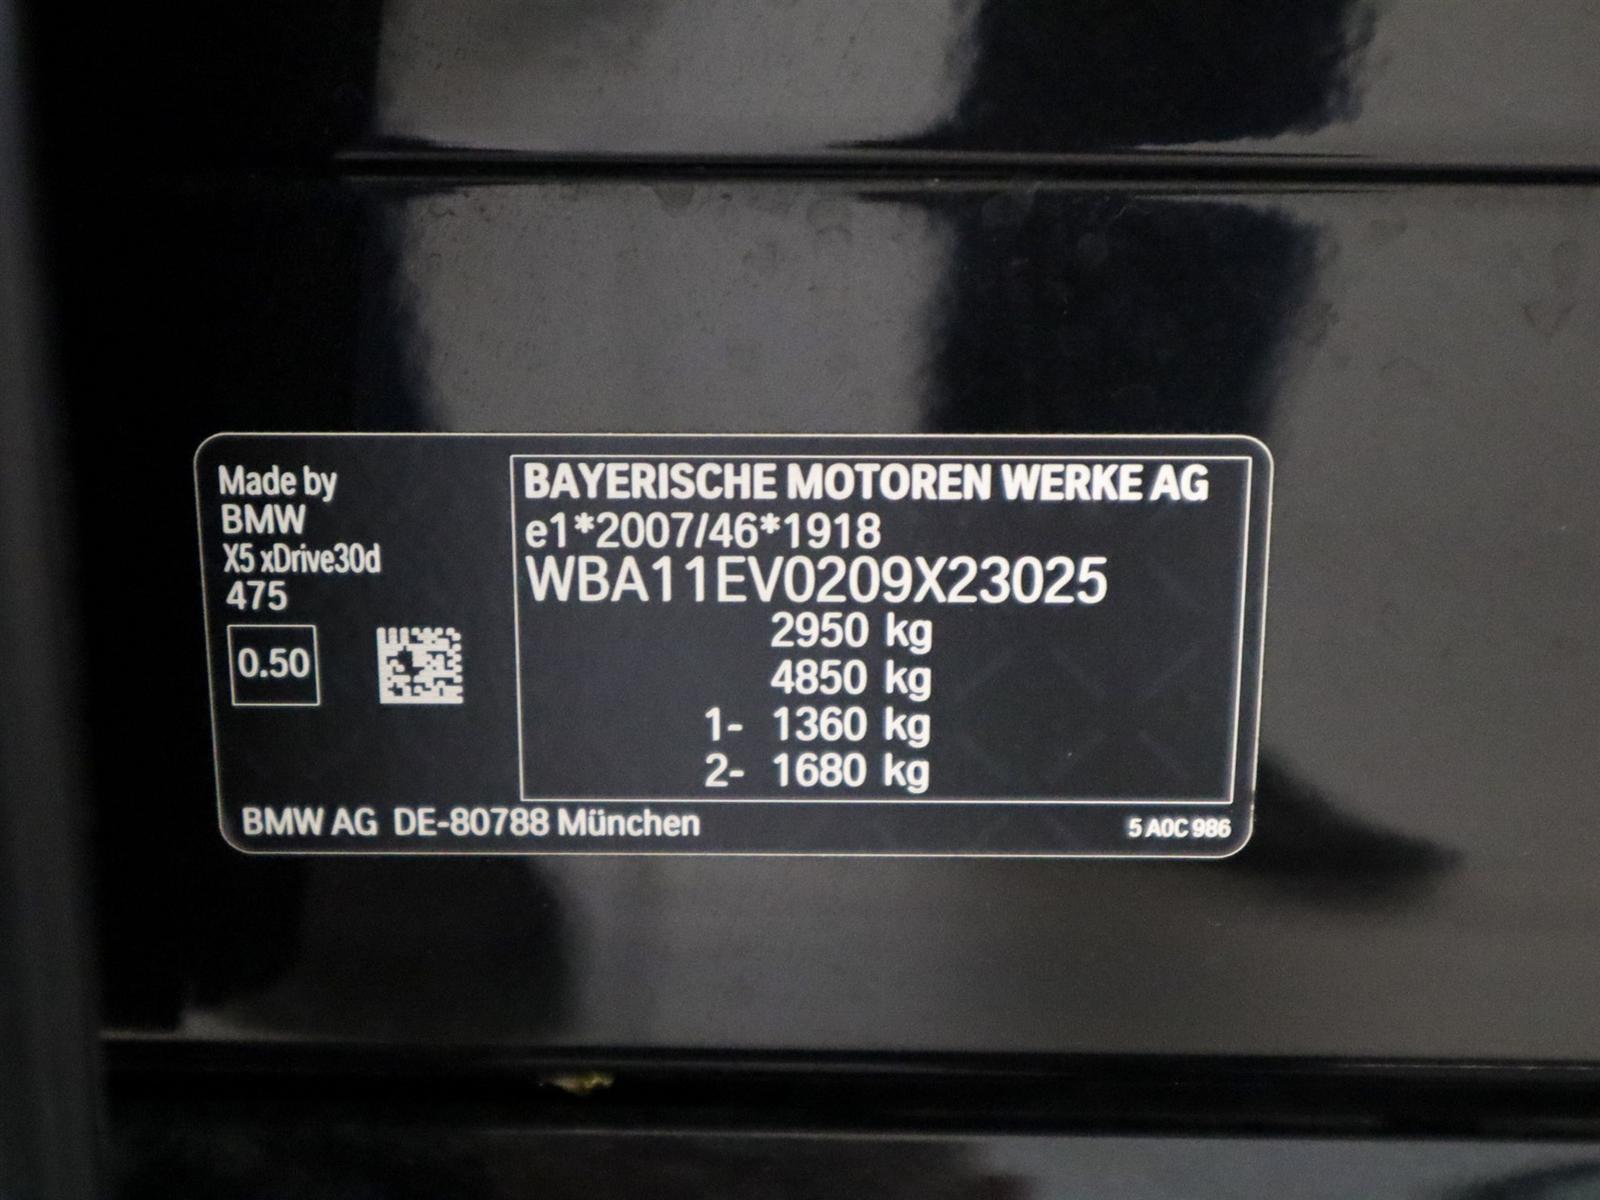 Made by
BMW
X5 xDrive30d
475
0.50
BAYERISCHE MOTOREN WERKE AG
e1*2007/46*1918
WBA11EV0209X23025
2950 kg
4850 kg
1- 1360 kg
2- 1680 kg
BMW AG DE-80788 München
5 A0C 986